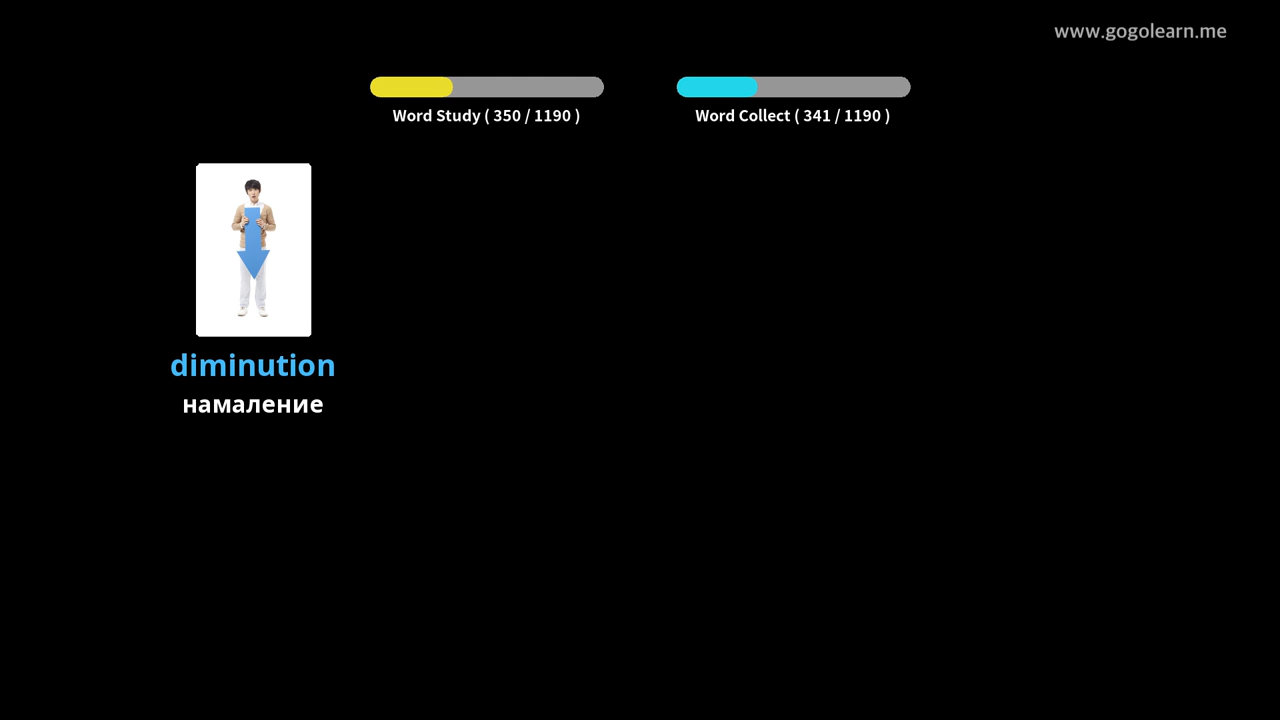 www.gogolearn.me
Word Study ( 350 / 1190 )
Word Collect ( 341 / 1190 )
diminution
намаление